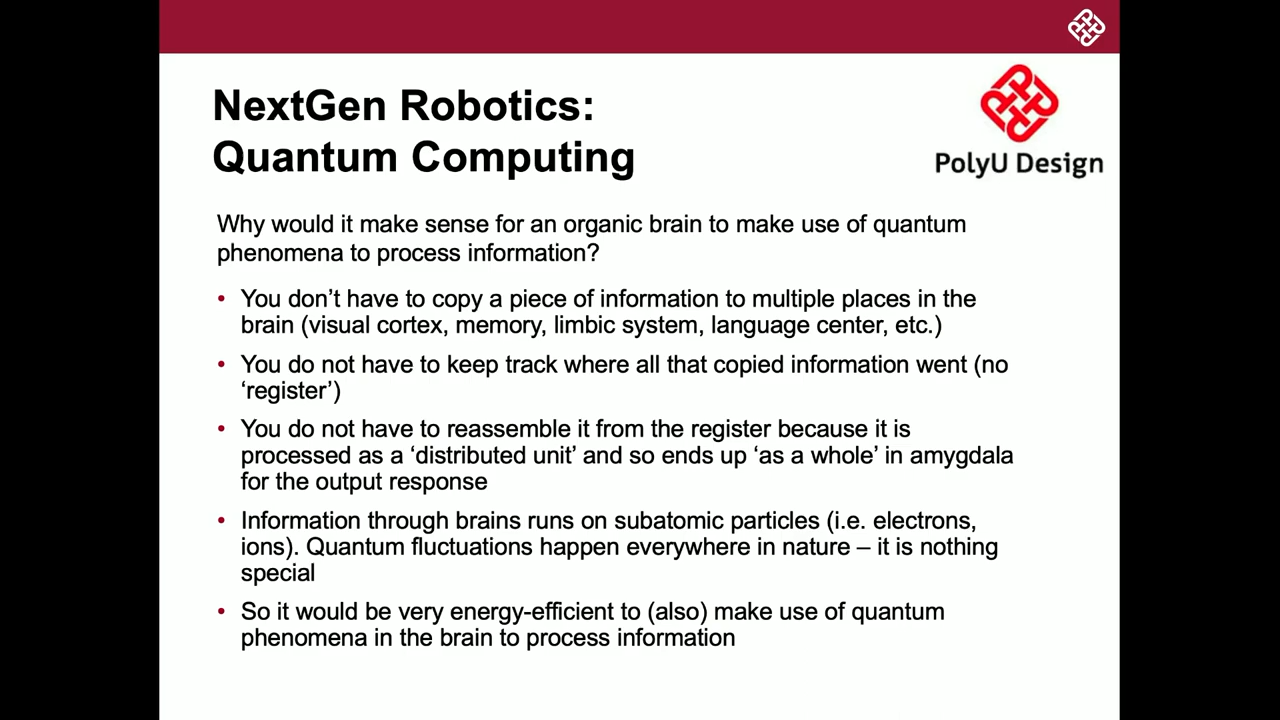 NextGen Robotics:
Quantum Computing
PolyU Design
Why would it make sense for an organic brain to make use of quantum
phenomena to process information?
• You don’t have to copy a piece of information to multiple places in the
brain (visual cortex, memory, limbic system, language center, etc.)
• You do not have to keep track where all that copied information went (no
‘register’)
• You do not have to reassemble it from the register because it is
processed as a ‘distributed unit’ and so ends up ‘as a whole’ in amygdala
for the output response
• Information through brains runs on subatomic particles (i.e. electrons,
ions). Quantum fluctuations happen everywhere in nature – it is nothing
special
• So it would be very energy-efficient to (also) make use of quantum
phenomena in the brain to process information